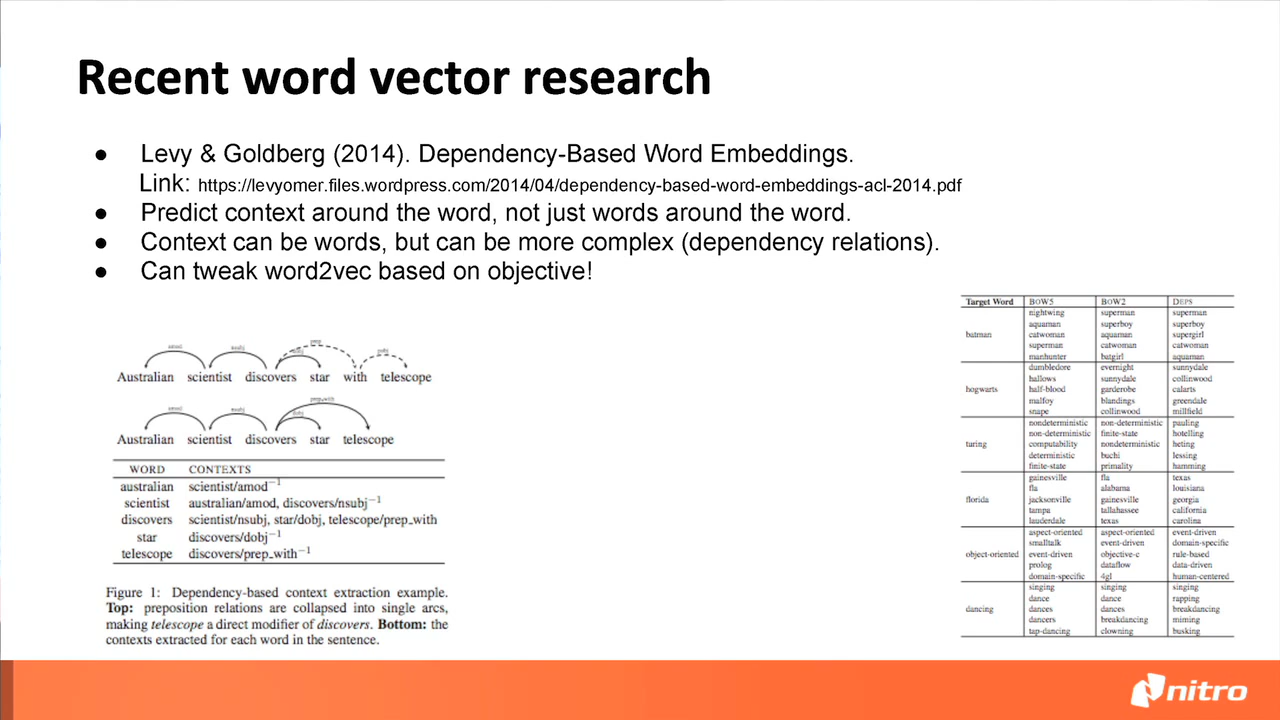 Recent word vector research
● Levy & Goldberg (2014). Dependency-Based Word Embeddings.
Link: https://levyomer.files.wordpress.com/2014/04/dependency-based-word-embeddings-acl-2014.pdf
● Predict context around the word, not just words around the word.
● Context can be words, but can be more complex (dependency relations).
● Can tweak word2vec based on objective!
prep
amod nsubj dobj pobj
Australian scientist discovers star with telescope
prep_with
amod nsubj dobj
Australian scientist discovers star telescope
WORD CONTEXTS
australian scientist/amod⁻¹
scientist australian/amod, discovers/nsubj⁻¹
discovers scientist/nsubj, star/dobj, telescope/prep_with
star discovers/dobj⁻¹
telescope discovers/prep_with⁻¹
Figure 1: Dependency-based context extraction example.
Top: preposition relations are collapsed into single arcs,
making telescope a direct modifier of discovers. Bottom: the
contexts extracted for each word in the sentence.
Target Word BOW5 BOW2 DEPS
nightwing superman superman
aquaman superboy superboy
batman catwoman aquaman supergirl
superman catwoman catwoman
manhunter batgirl aquaman
dumbledore evernight sunnydale
hallows sunnydale collinwood
hogwarts half-blood garderobe calarts
malfoy blandings greendale
snape collinwood millfield
nondeterministic non-deterministic pauling
non-deterministic finite-state hotelling
turing computability nondeterministic heting
deterministic buchi lessing
finite-state primality hamming
gainesville fla texas
fla alabama louisiana
florida jacksonville gainesville georgia
tampa tallahassee california
lauderdale texas carolina
aspect-oriented aspect-oriented event-driven
smalltalk event-driven domain-specific
object-oriented event-driven objective-c rule-based
prolog dataflow data-driven
domain-specific 4gl human-centered
singing singing singing
dance dance rapping
dancing dances dances breakdancing
dancers breakdancing miming
tap-dancing clowning busking
nitro